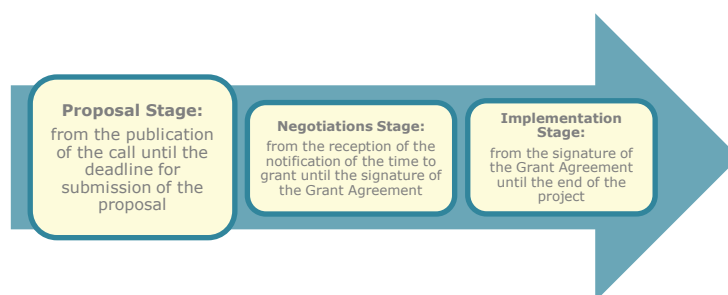 Proposal Stage:
from the publication
of the call until the
deadline for
submission of the
proposal
Negotiations Stage:
from the reception of the
notification of the time to
grant until the signature of
the Grant Agreement
Implementation
Stage:
from the signature of
the Grant Agreement
until the end of the
project